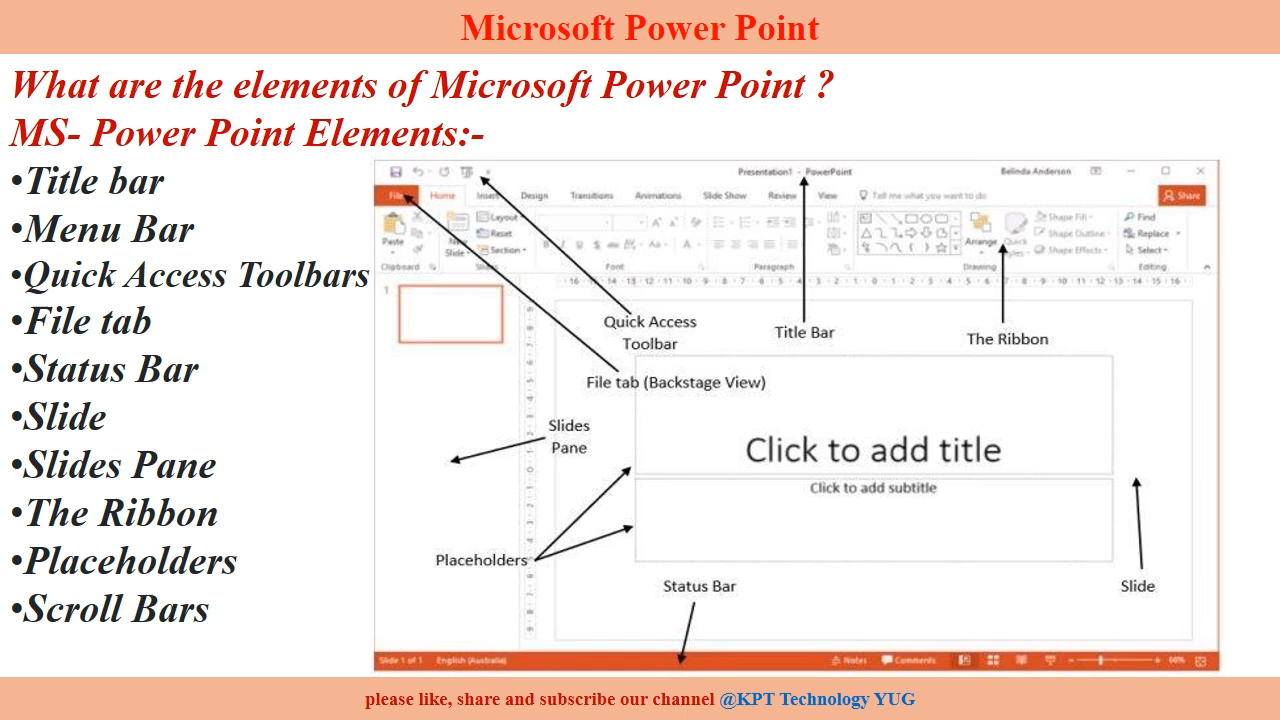 Microsoft Power Point
What are the elements of Microsoft Power Point ?
MS- Power Point Elements:-
•Title bar
•Menu Bar
•Quick Access Toolbars
•File tab
•Status Bar
•Slide
•Slides Pane
•The Ribbon
•Placeholders
•Scroll Bars
Presentation1 - PowerPoint
Belinda Anderson
File Home Insert Design Transitions Animations Slide Show Review View Tell me what you want to do Share
Paste
New
Slide
Layout
Reset
Section
Arrange
Quick
Styles
Shape Fill
Shape Outline
Shape Effects
Find
Replace
Select
Clipboard Slides Font Paragraph Drawing Editing
1
Quick Access
Toolbar
Title Bar
The Ribbon
File tab (Backstage View)
Slides
Pane
Click to add title
Click to add subtitle
Placeholders
Status Bar
Slide
Slide 1 of 1 English (Australia) Notes Comments 66%
please like, share and subscribe our channel @KPT Technology YUG